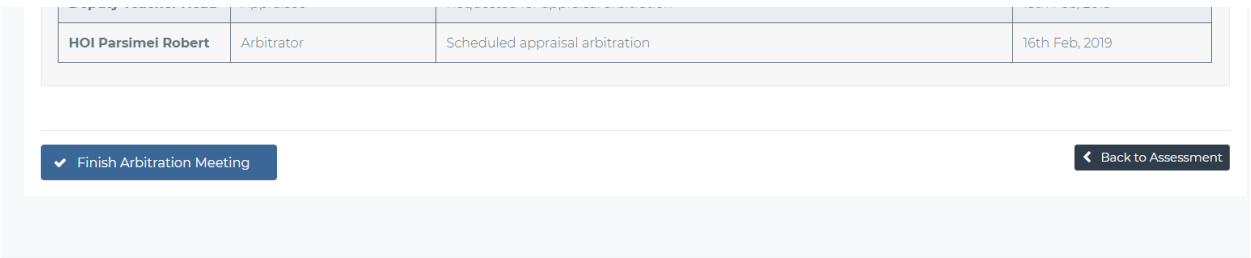 HOI Parsimei Robert Arbitrator Scheduled appraisal arbitration 16th Feb, 2019
Finish Arbitration Meeting
Back to Assessment